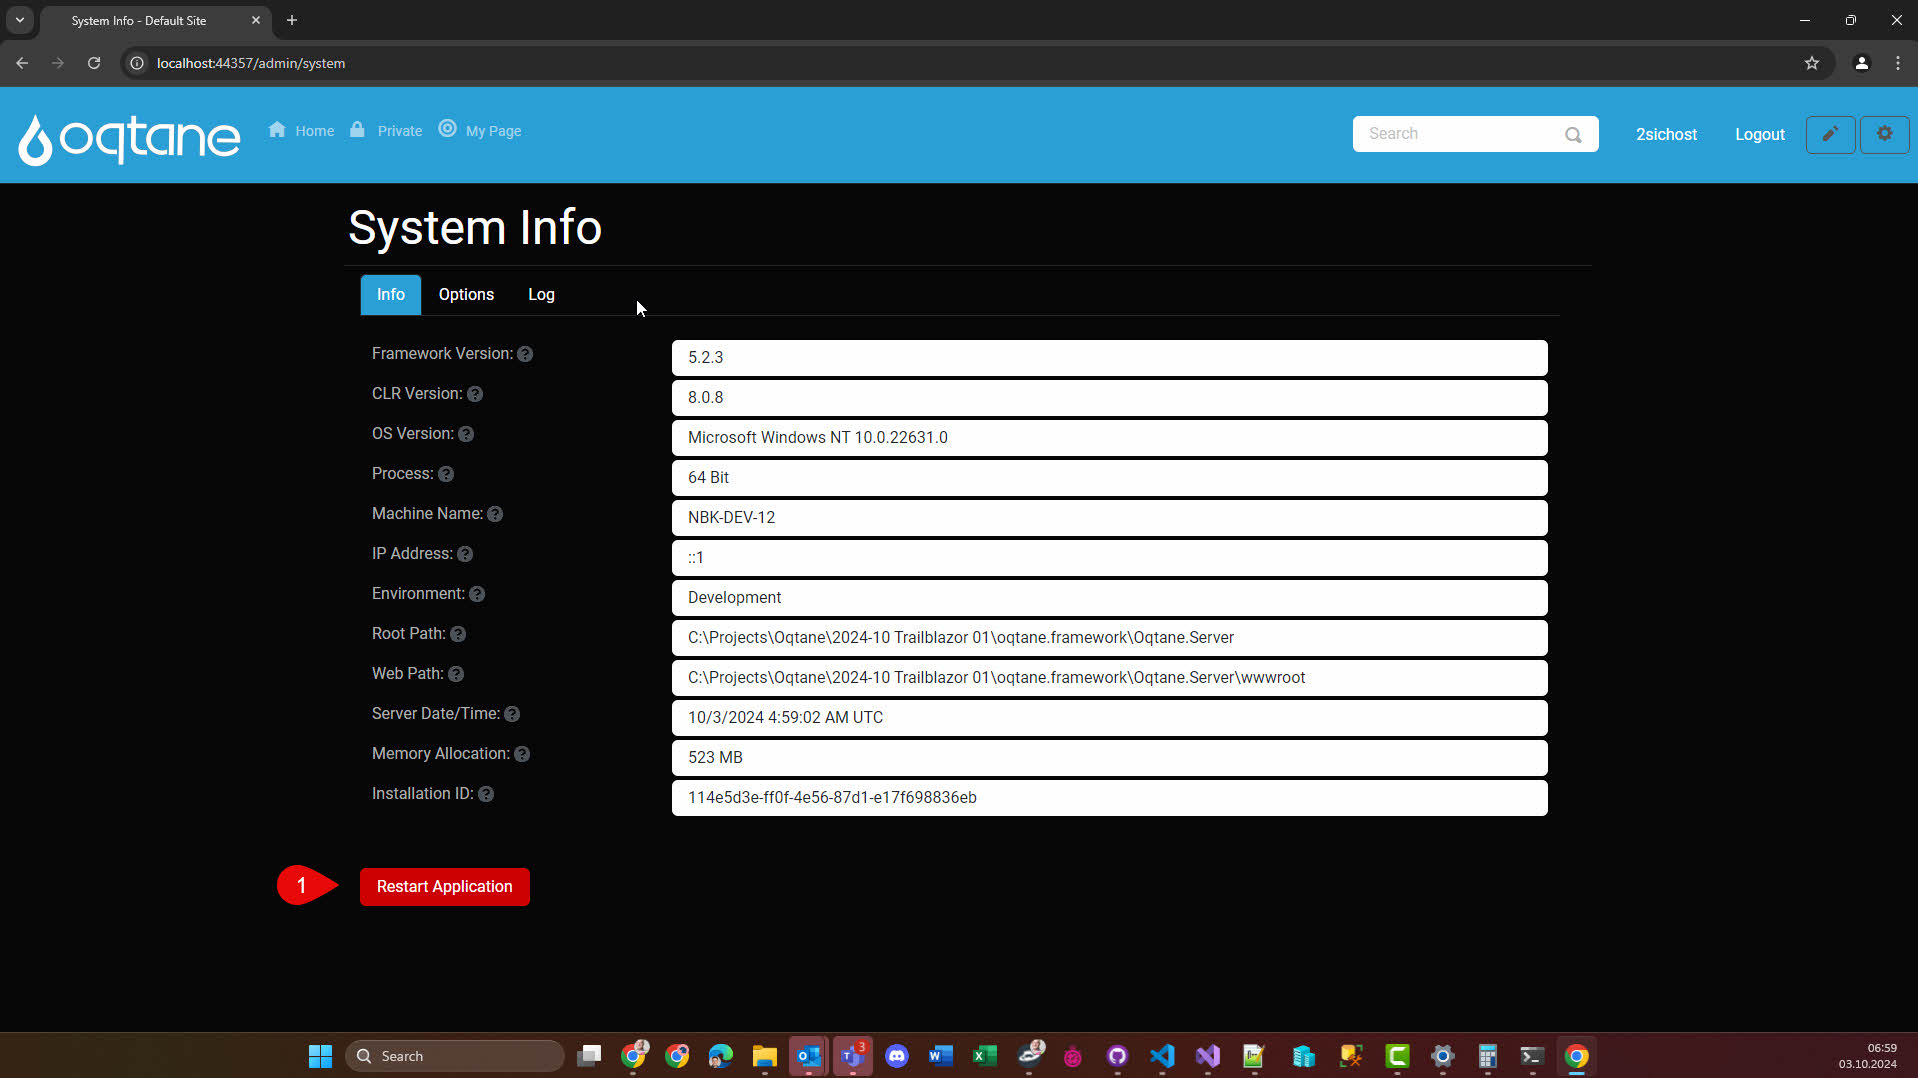 System Info - Default Site
localhost:44357/admin/system
oqtane
Home
Private
My Page
Search
2sichost
Logout
System Info
Info
Options
Log
Framework Version: ?
5.2.3
CLR Version: ?
8.0.8
OS Version: ?
Microsoft Windows NT 10.0.22631.0
Process: ?
64 Bit
Machine Name: ?
NBK-DEV-12
IP Address: ?
::1
Environment: ?
Development
Root Path: ?
C:\Projects\Oqtane\2024-10 Trailblazor 01\oqtane.framework\Oqtane.Server
Web Path: ?
C:\Projects\Oqtane\2024-10 Trailblazor 01\oqtane.framework\Oqtane.Server\wwwroot
Server Date/Time: ?
10/3/2024 4:59:02 AM UTC
Memory Allocation: ?
523 MB
Installation ID: ?
114e5d3e-ff0f-4e56-87d1-e17f698836eb
1
Restart Application
Search
3
06:59
03.10.2024